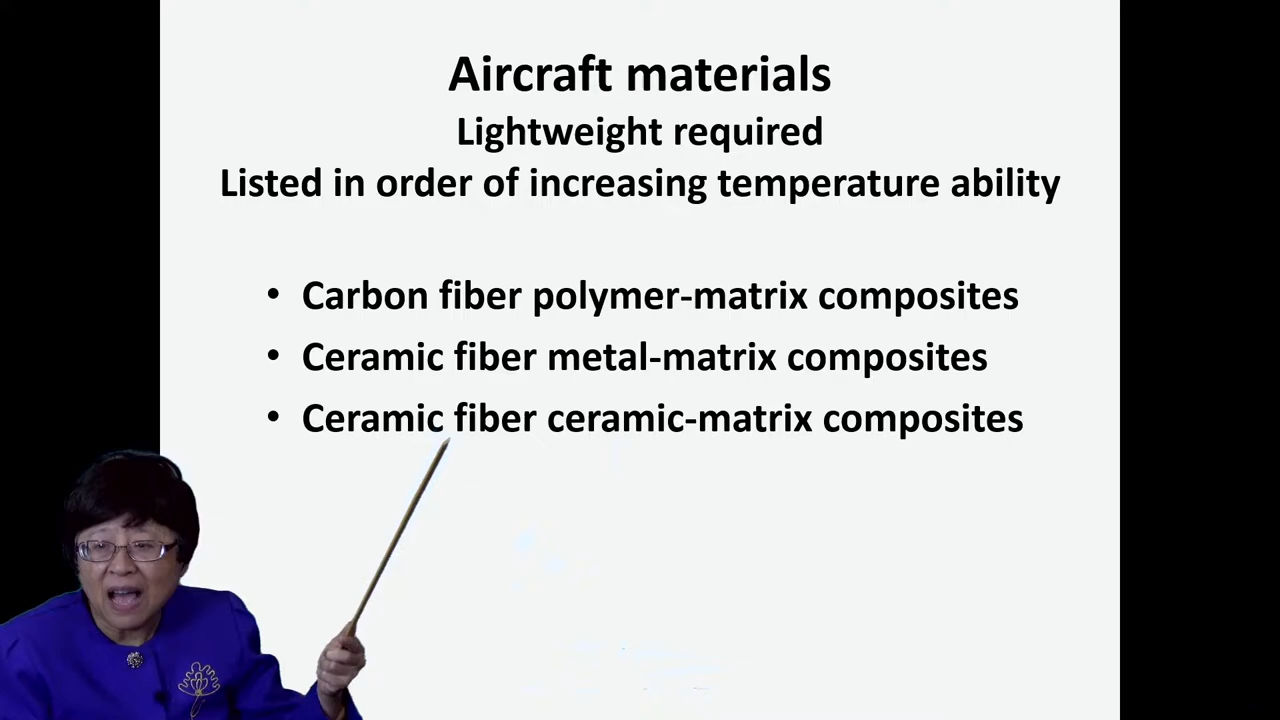 Aircraft materials
Lightweight required
Listed in order of increasing temperature ability
• Carbon fiber polymer-matrix composites
• Ceramic fiber metal-matrix composites
• Ceramic fiber ceramic-matrix composites